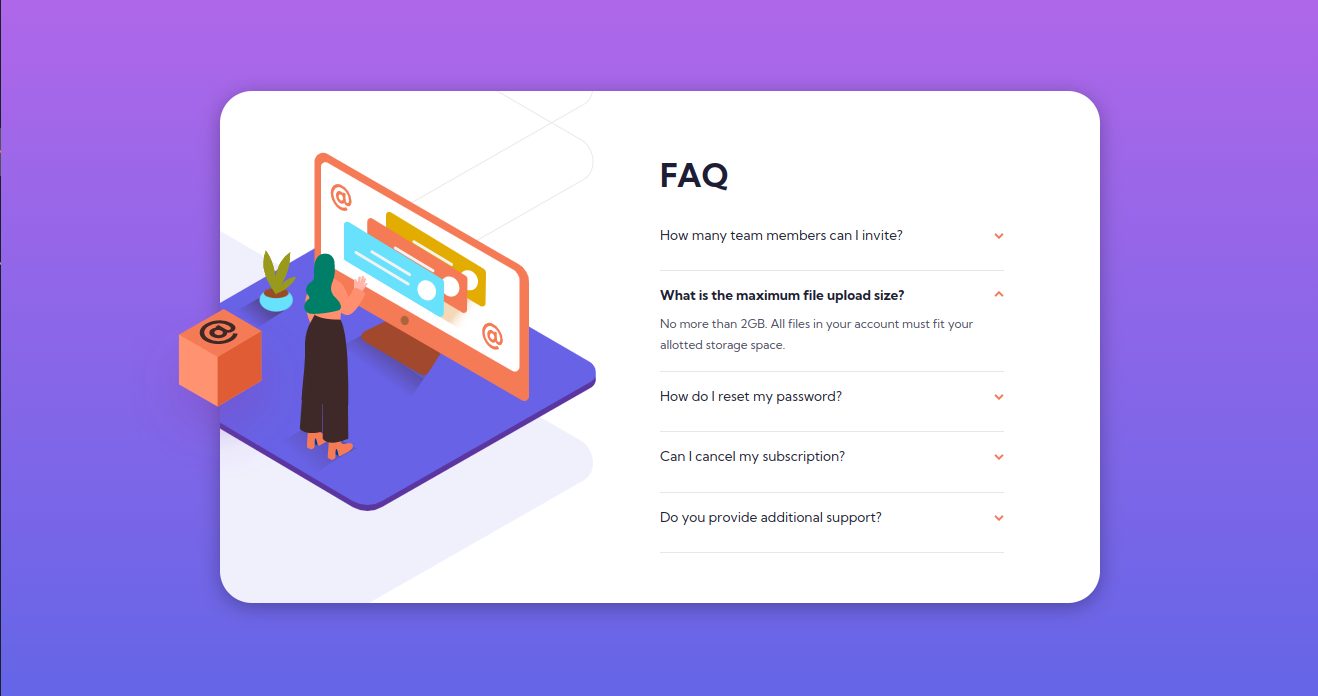 @
@
@
FAQ
How many team members can I invite?
What is the maximum file upload size?
No more than 2GB. All files in your account must fit your
allotted storage space.
How do I reset my password?
Can I cancel my subscription?
Do you provide additional support?